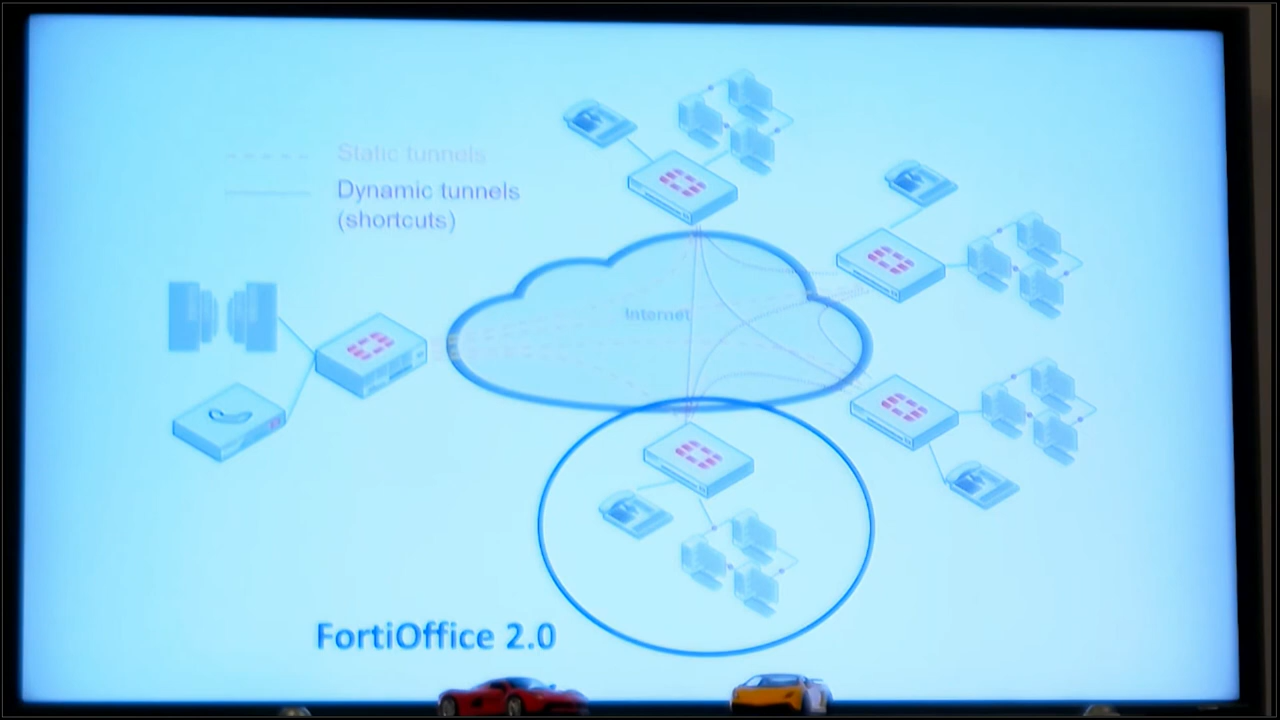 Static tunnels
Dynamic tunnels
(shortcuts)
Internet
FortiOffice 2.0